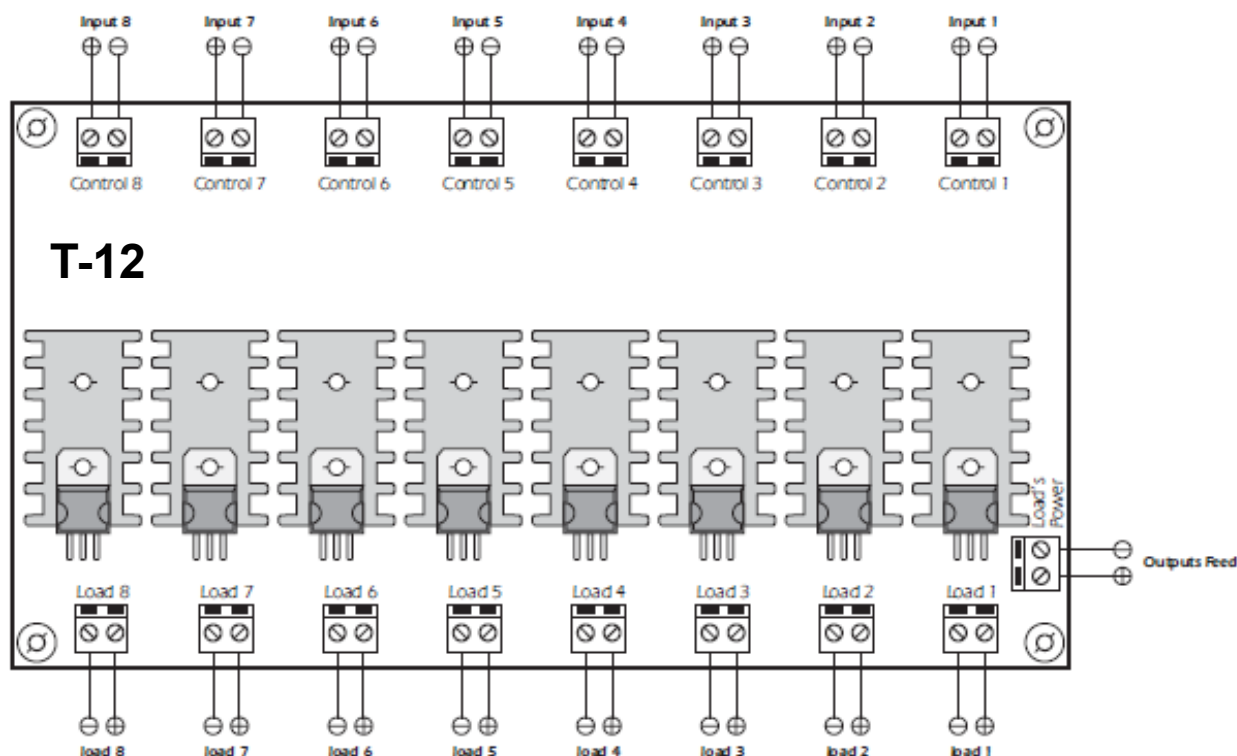 Input 8 Input 7 Input 6 Input 5 Input 4 Input 3 Input 2 Input 1
Control 8 Control 7 Control 6 Control 5 Control 4 Control 3 Control 2 Control 1
T-12
Load's
Power
Outputs Feed
Load 8 Load 7 Load 6 Load 5 Load 4 Load 3 Load 2 Load 1
load 8 load 7 load 6 load 5 load 4 load 3 load 2 load 1